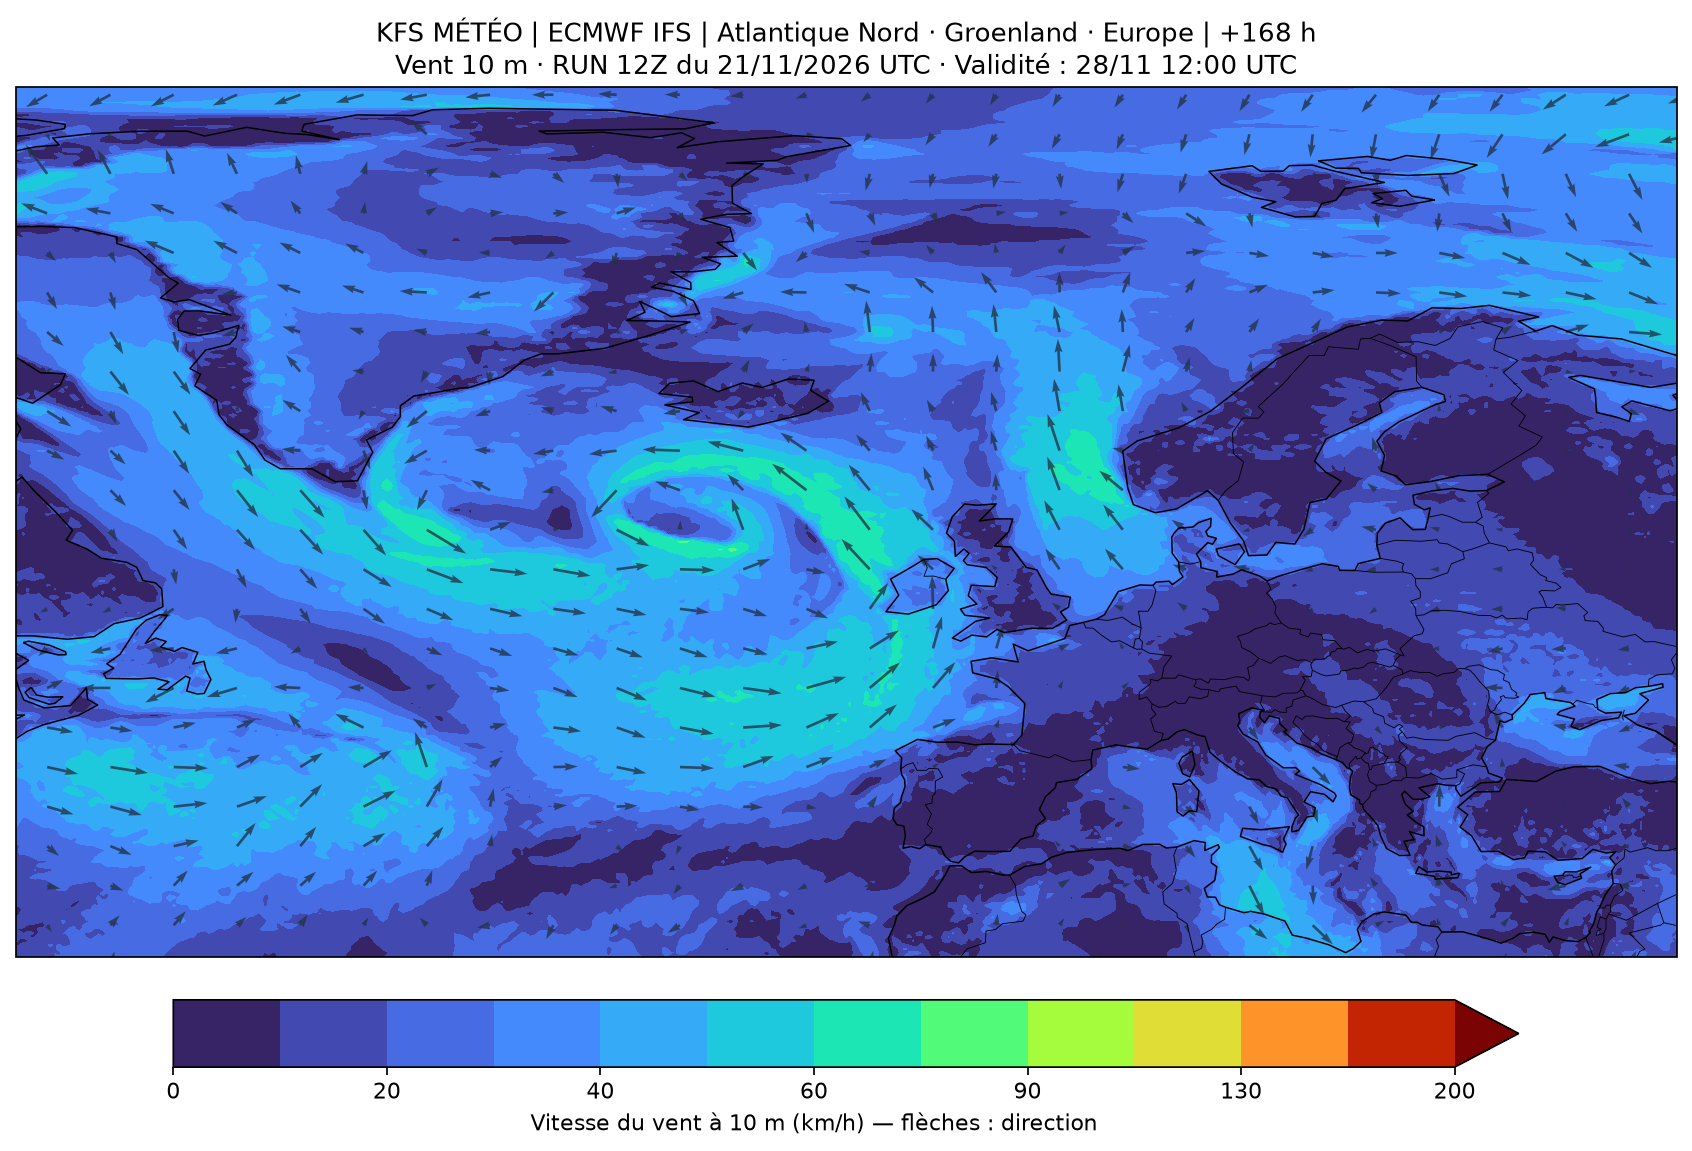 KFS MÉTÉO | ECMWF IFS | Atlantique Nord · Groenland · Europe | +168 h
Vent 10 m · RUN 12Z du 21/11/2026 UTC · Validité : 28/11 12:00 UTC
0 20 40 60 90 130 200
Vitesse du vent à 10 m (km/h) — flèches : direction